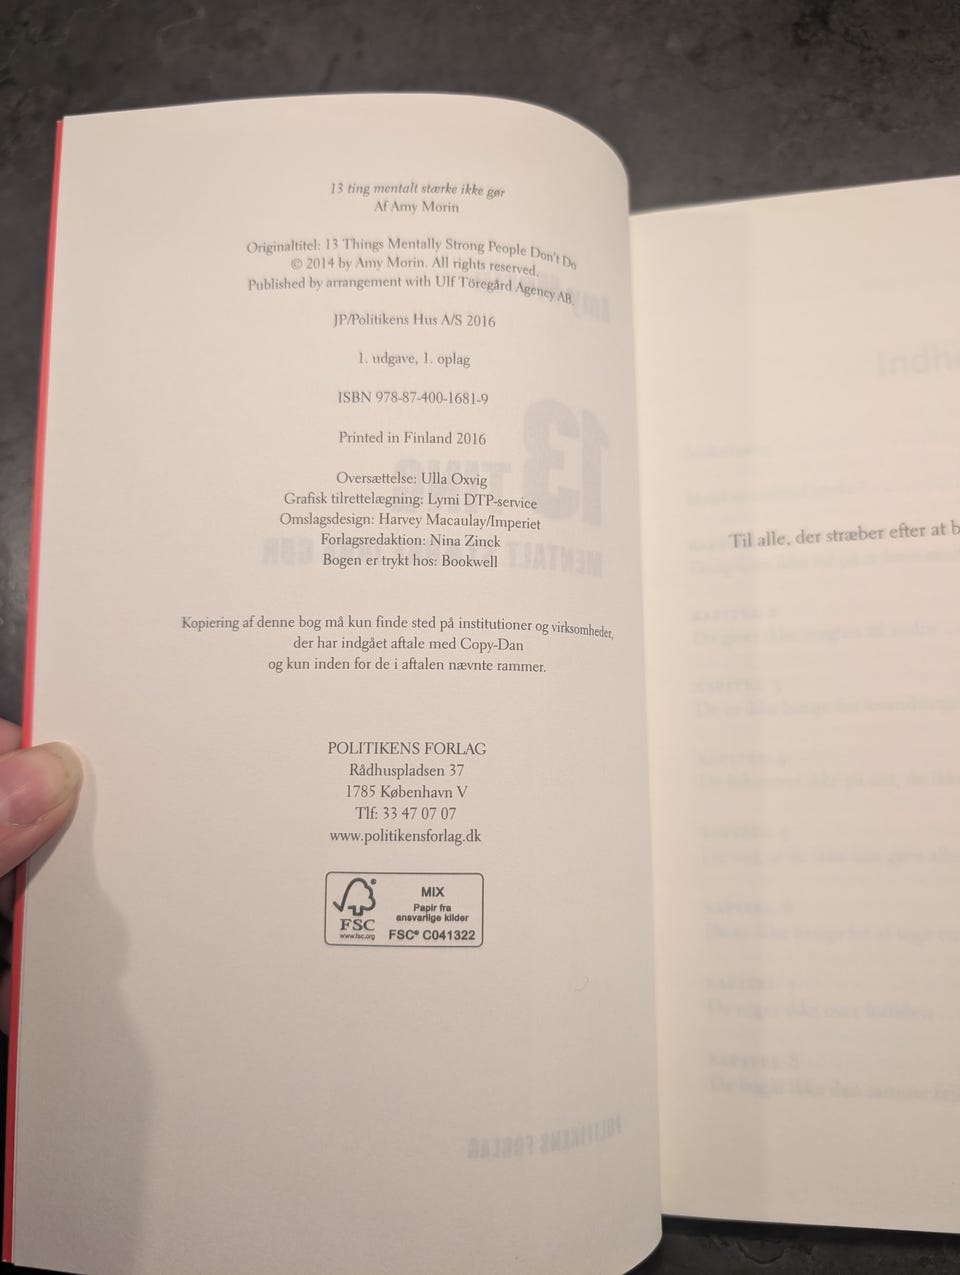 13 ting mentalt stærke ikke gør
Af Amy Morin
Originaltitel: 13 Things Mentally Strong People Don't Do
© 2014 by Amy Morin. All rights reserved.
Published by arrangement with Ulf Töregård Agency AB.
JP/Politikens Hus A/S 2016
1. udgave, 1. oplag
ISBN 978-87-400-1681-9
Printed in Finland 2016
Oversættelse: Ulla Oxvig
Grafisk tilrettelægning: Lymi DTP-service
Omslagsdesign: Harvey Macaulay/Imperiet
Forlagsredaktion: Nina Zinck
Bogen er trykt hos: Bookwell
Kopiering af denne bog må kun finde sted på institutioner og virksomheder,
der har indgået aftale med Copy-Dan
og kun inden for de i aftalen nævnte rammer.
POLITIKENS FORLAG
Rådhuspladsen 37
1785 København V
Tlf: 33 47 07 07
www.politikensforlag.dk
FSC
www.fsc.org
MIX
Papir fra
ansvarlige kilder
FSC® C041322
Til alle, der stræber efter at b